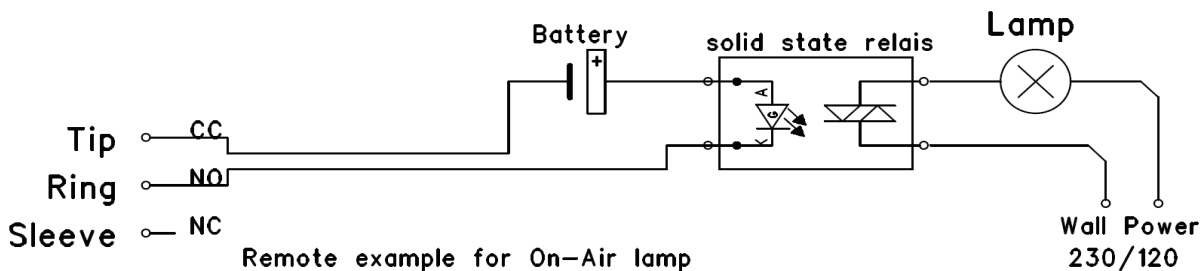 Battery
solid state relais
Lamp
+
A
G
K
Tip CC
Ring NO
Sleeve NC
Wall Power
230/120
Remote example for On-Air lamp